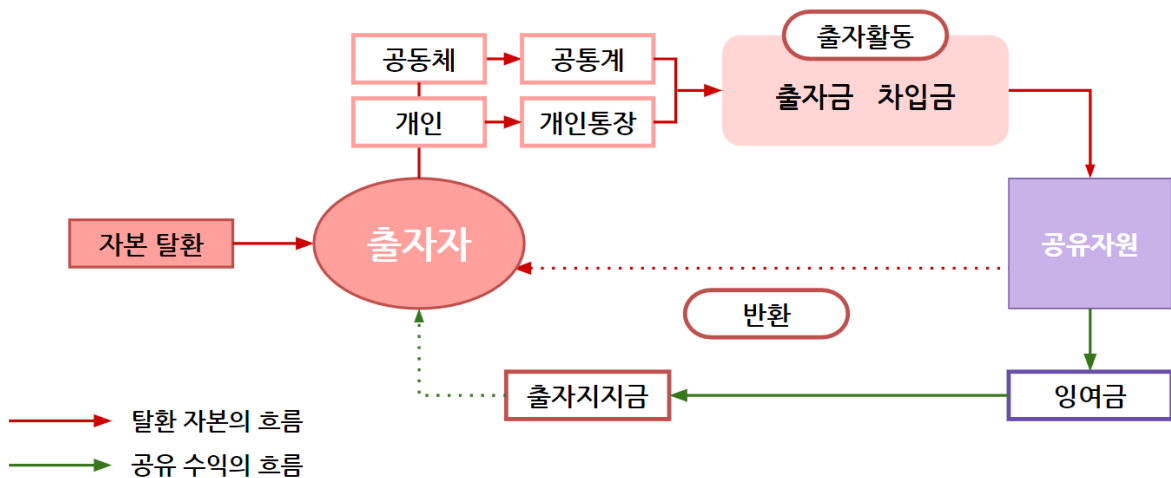 출자활동
공동체
공통계
출자금 차입금
개인
개인통장
자본 탈환
출자자
공유자원
반환
출자지지금
잉여금
탈환 자본의 흐름
공유 수익의 흐름